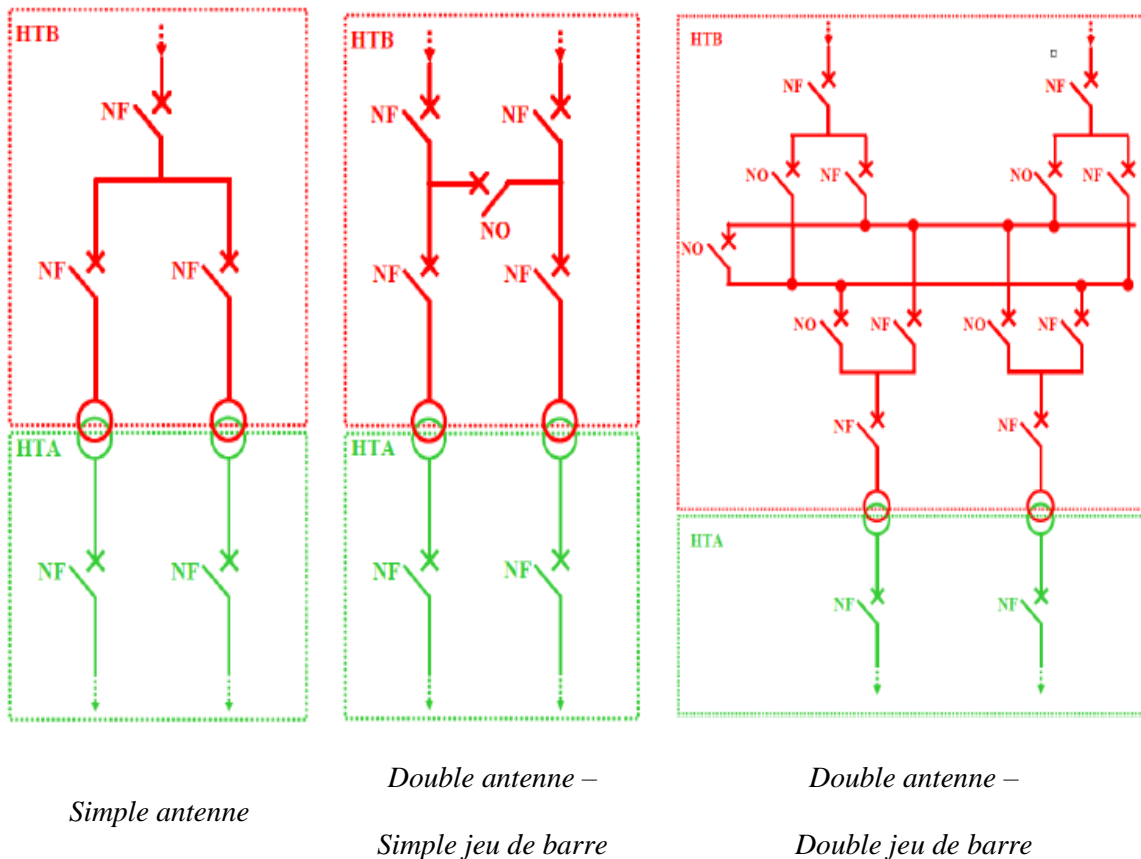 HTB
NF
NF NF
HTA
NF NF
HTB
NF NF
NO
NF NF
HTA
NF NF
HTB
NF NF
NO NF NO NF
NO
NO NF NO NF
NF NF
HTA
NF NF
Simple antenne
Double antenne –
Simple jeu de barre
Double antenne –
Double jeu de barre